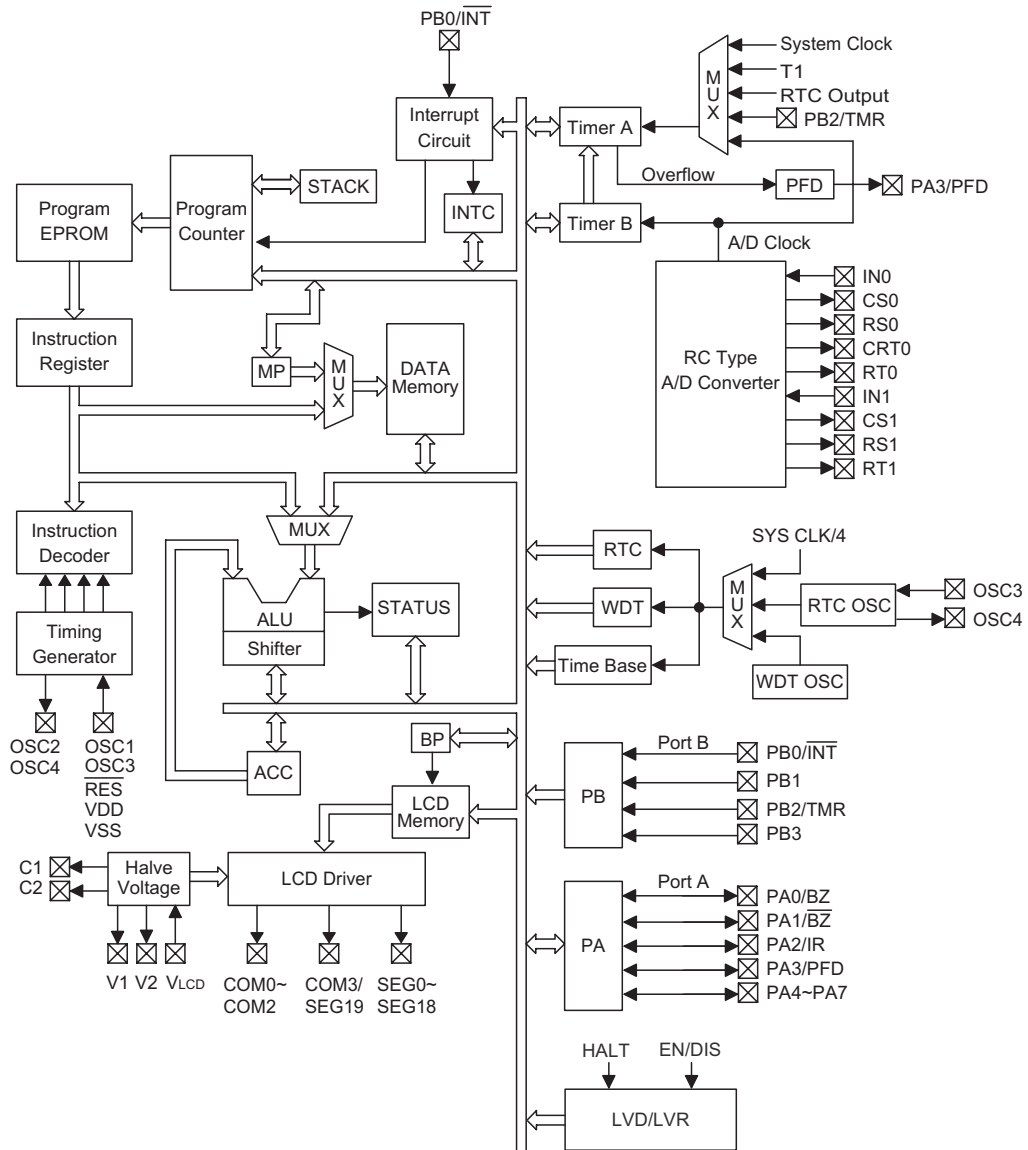 PB0/INT
System Clock
T1
RTC Output
PB2/TMR
MUX
Interrupt
Circuit
Timer A
Overflow
PFD
PA3/PFD
STACK
INTC
Timer B
Program
EPROM
Program
Counter
A/D Clock
IN0
CS0
RS0
CRT0
RT0
IN1
CS1
RS1
RT1
RC Type
A/D Converter
Instruction
Register
MP
MUX
DATA
Memory
MUX
Instruction
Decoder
ALU
Shifter
STATUS
Timing
Generator
OSC2
OSC4
OSC1
OSC3
RES
VDD
VSS
RTC
WDT
Time Base
SYS CLK/4
MUX
RTC OSC
OSC3
OSC4
WDT OSC
ACC
BP
LCD
Memory
PB
Port B
PB0/INT
PB1
PB2/TMR
PB3
C1
C2
Halve
Voltage
LCD Driver
V1
V2
VLCD
COM0~
COM2
COM3/
SEG19
SEG0~
SEG18
PA
Port A
PA0/BZ
PA1/BZ
PA2/IR
PA3/PFD
PA4~PA7
HALT
EN/DIS
LVD/LVR